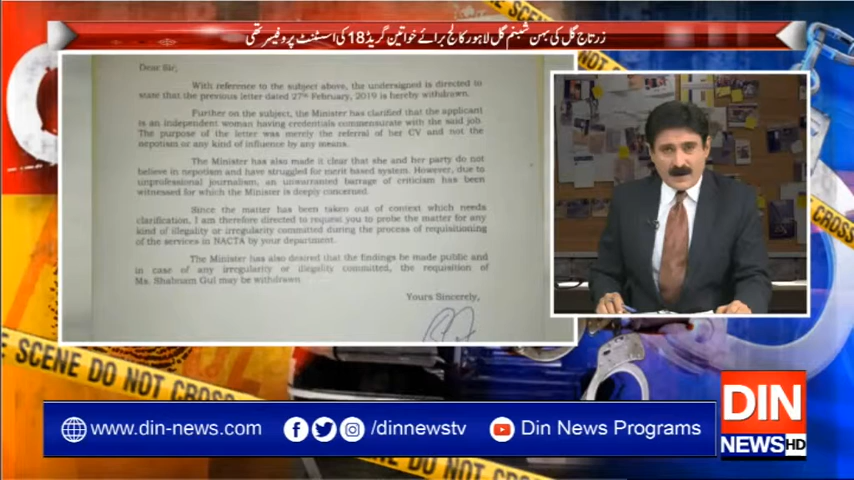 زرتاج گل کی بہن شبنم گل لاہور کالج برائے خواتین گریڈ 18 کی اسسٹنٹ پروفیسر تھی
Dear Sir,
With reference to the subject above, the undersigned is directed to
state that the previous letter dated 27th February, 2019 is hereby withdrawn.
Further on the subject, the Minister has clarified that the applicant
is an independent woman having credentials commensurate with the said job.
The purpose of the letter was merely the referral of her CV and not the
nepotism or any kind of influence by any means.
The Minister has also made it clear that she and her party do not
believe in nepotism and have struggled for merit based system. However, due to
unprofessional journalism, an unwarranted barrage of criticism has been
witnessed for which the Minister is deeply concerned.
Since the matter has been taken out of context which needs
clarification, I am therefore directed to request you to probe the matter for any
kind of illegality or irregularity committed during the process of requisitioning
of the services in NACTA by your department.
The Minister has also desired that the findings be made public and
in case of any irregularity or illegality committed, the requisition of
Ms. Shabnam Gul may be withdrawn
Yours Sincerely,
SCENE DO NOT CROSS
SCENE DO NOT CROSS
CROSS
DO NOT CROSS
www.din-news.com
/dinnewstv
Din News Programs
DIN
NEWS HD